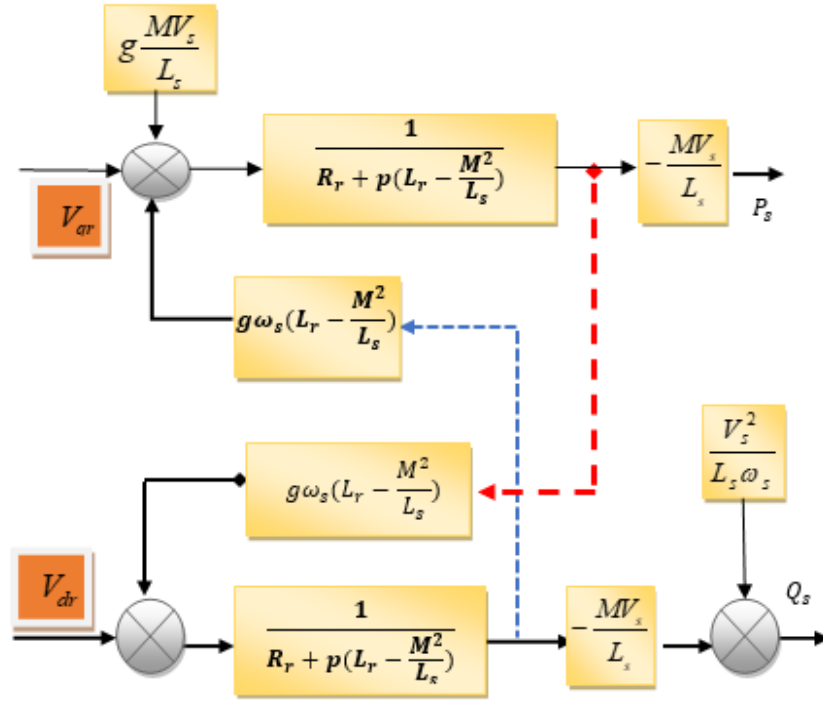 g MV_s / L_s
V_qr
1 / R_r + p(L_r − M² / L_s)
− MV_s / L_s
P_s
gω_s(L_r − M² / L_s)
gω_s(L_r − M² / L_s)
V_s² / L_s ω_s
V_dr
1 / R_r + p(L_r − M² / L_s)
− MV_s / L_s
Q_s